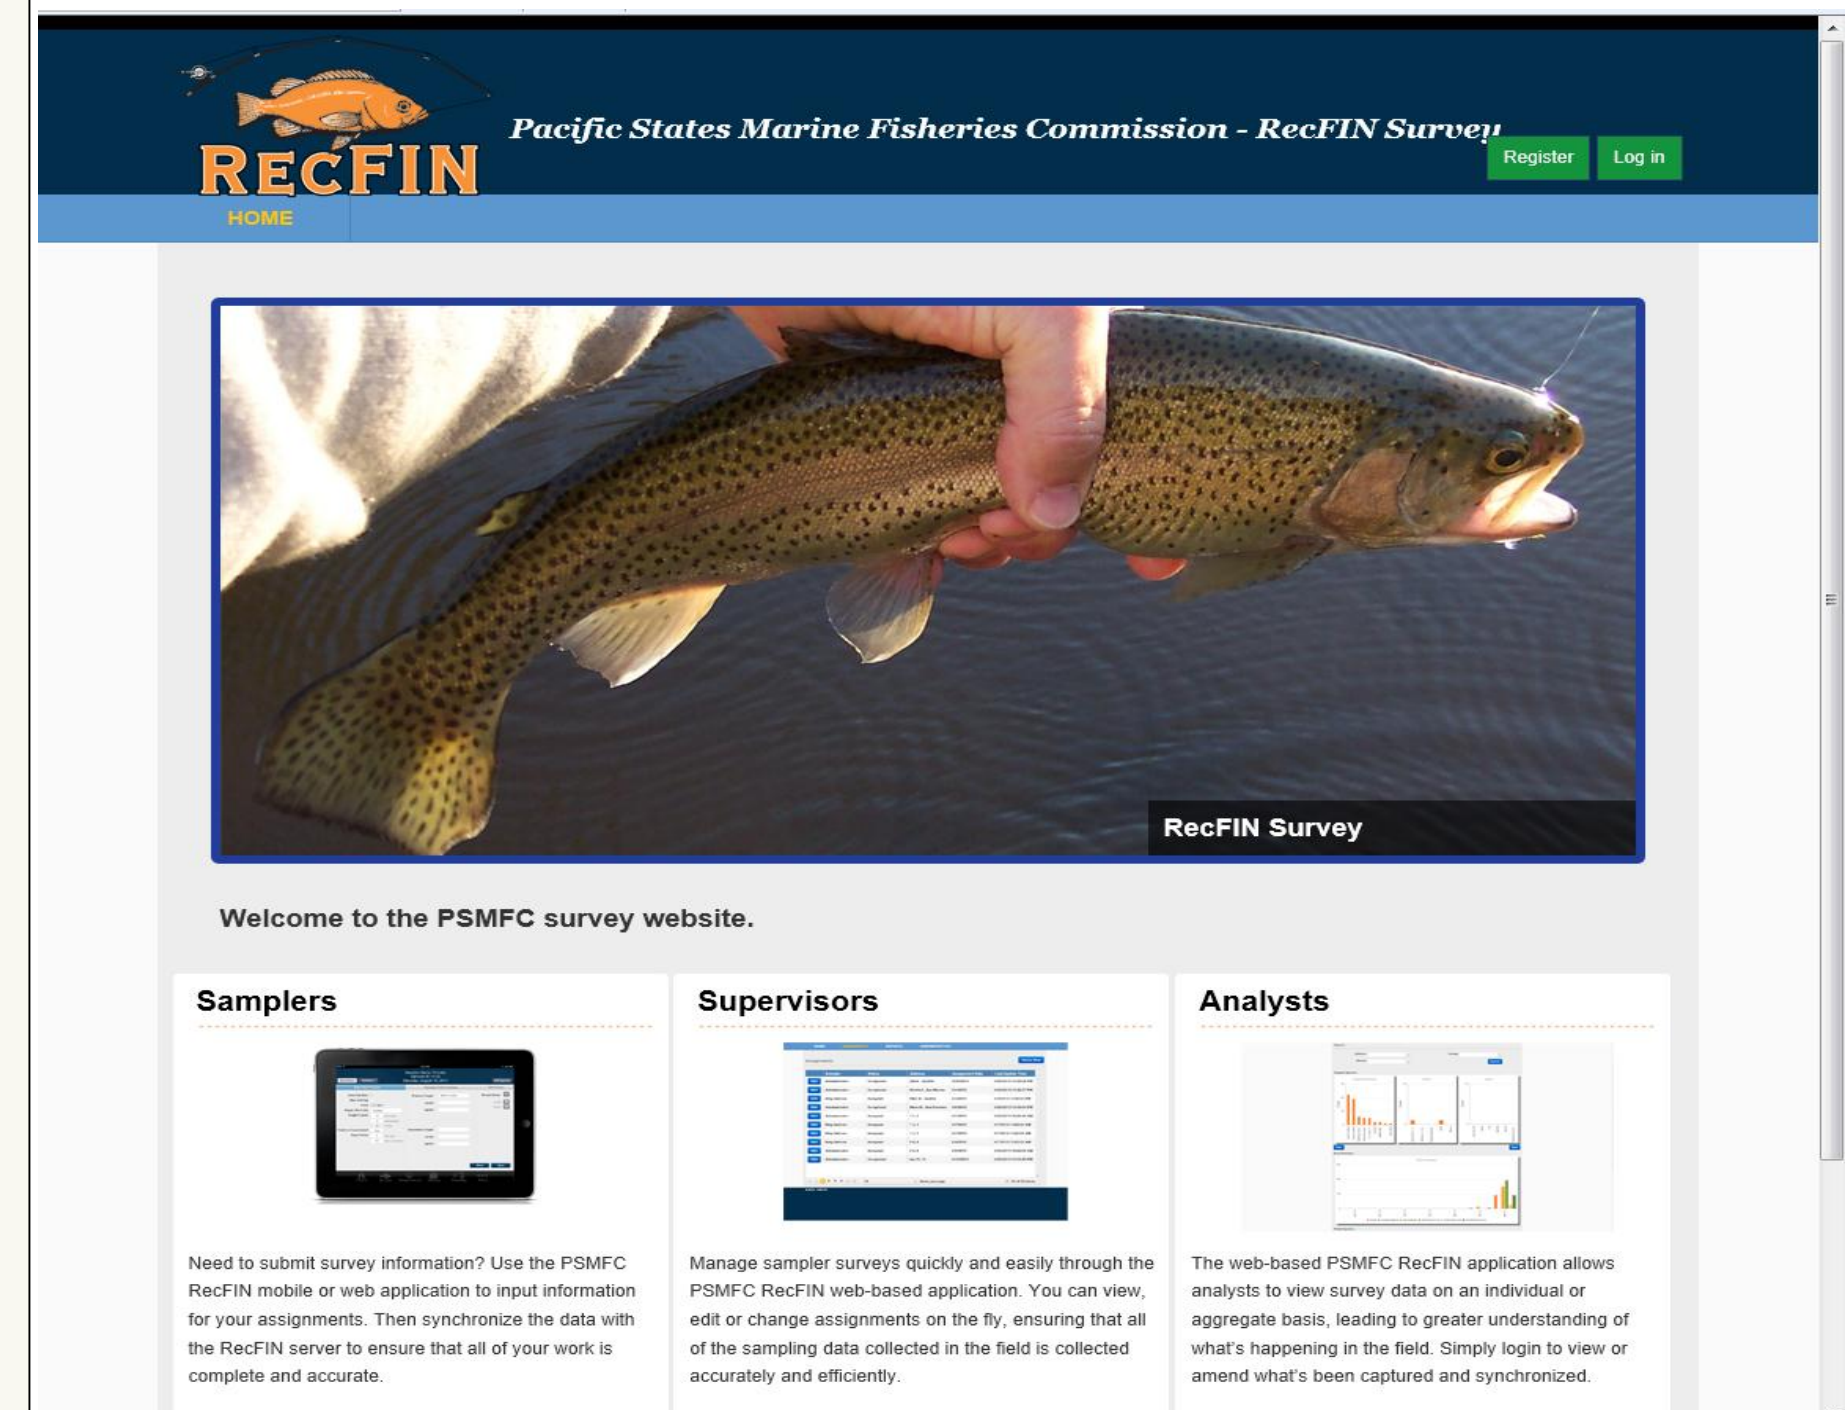 RECFIN
Pacific States Marine Fisheries Commission - RecFIN Survey
Register
Log in
HOME
RecFIN Survey
Welcome to the PSMFC survey website.
Samplers
Need to submit survey information? Use the PSMFC
RecFIN mobile or web application to input information
for your assignments. Then synchronize the data with
the RecFIN server to ensure that all of your work is
complete and accurate.
Supervisors
Manage sampler surveys quickly and easily through the
PSMFC RecFIN web-based application. You can view,
edit or change assignments on the fly, ensuring that all
of the sampling data collected in the field is collected
accurately and efficiently.
Analysts
The web-based PSMFC RecFIN application allows
analysts to view survey data on an individual or
aggregate basis, leading to greater understanding of
what's happening in the field. Simply login to view or
amend what's been captured and synchronized.